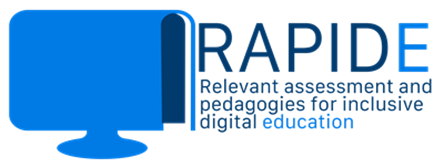 RAPIDE
Relevant assessment and
pedagogies for inclusive
digital education